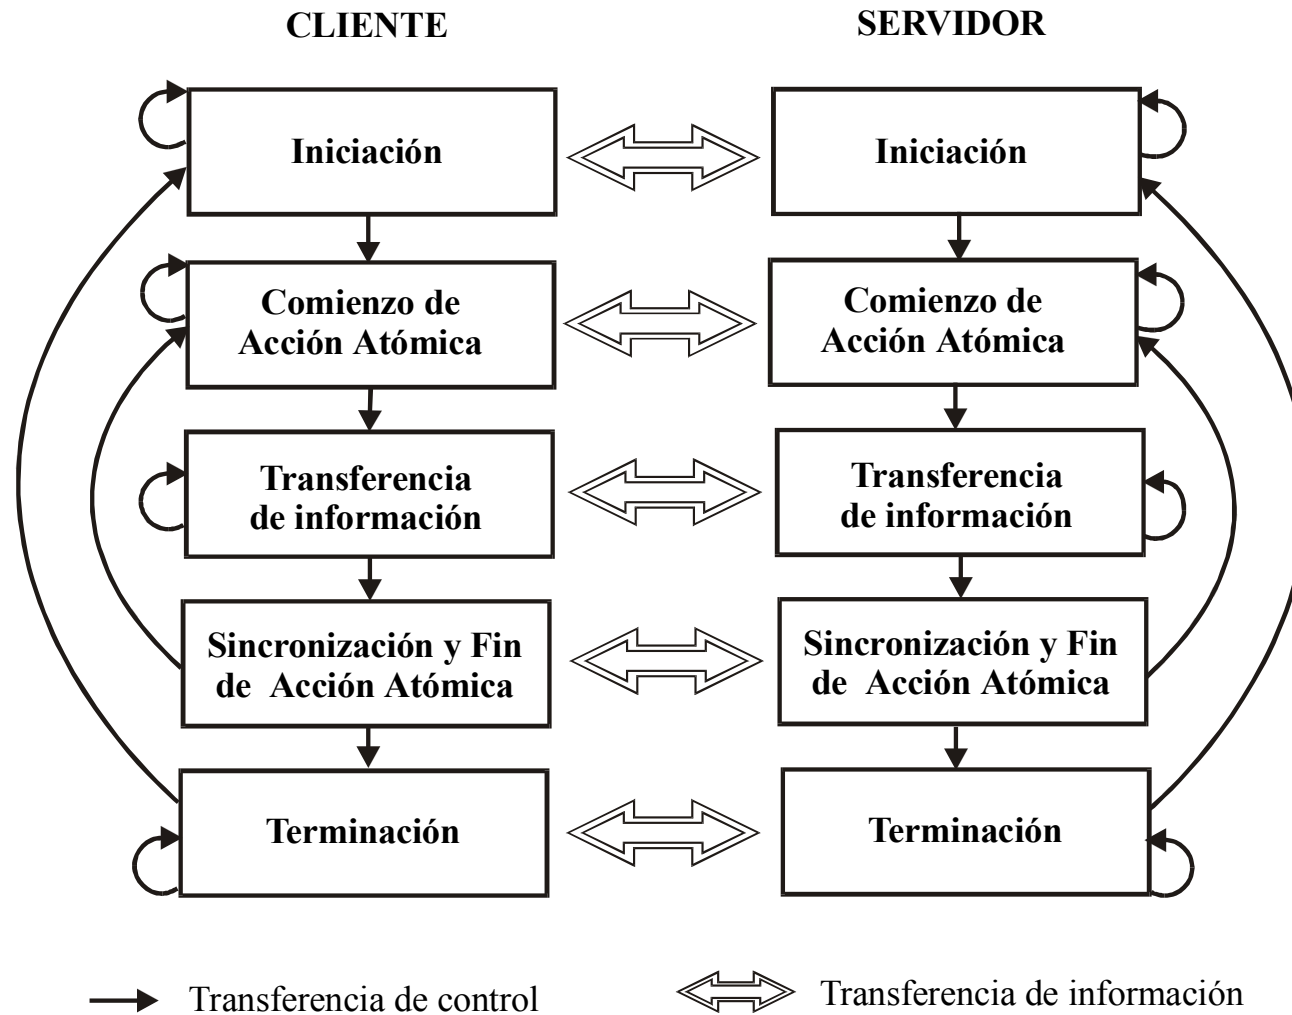 CLIENTE
SERVIDOR
Iniciación
Iniciación
Comienzo de
Acción Atómica
Comienzo de
Acción Atómica
Transferencia
de información
Transferencia
de información
Sincronización y Fin
de Acción Atómica
Sincronización y Fin
de Acción Atómica
Terminación
Terminación
Transferencia de control
Transferencia de información